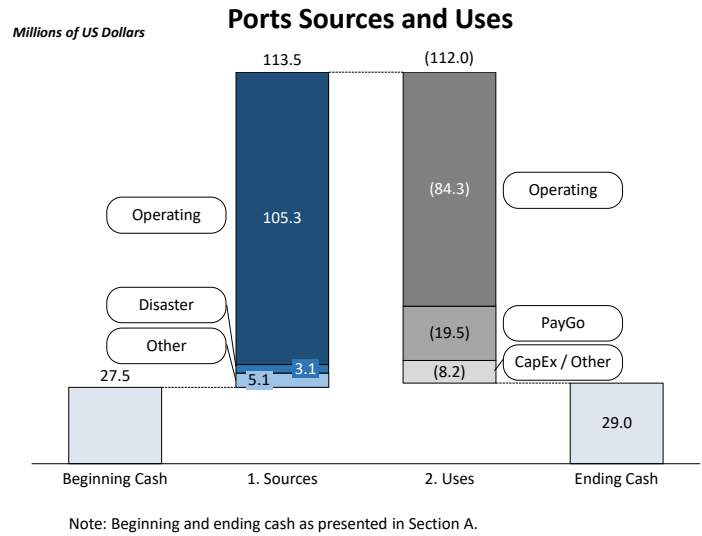 Ports Sources and Uses
Millions of US Dollars
113.5
(112.0)
Operating
105.3
(84.3)
Operating
Disaster
Other
3.1
5.1
(19.5)
PayGo
(8.2)
CapEx / Other
27.5
29.0
Beginning Cash
1. Sources
2. Uses
Ending Cash
Note: Beginning and ending cash as presented in Section A.